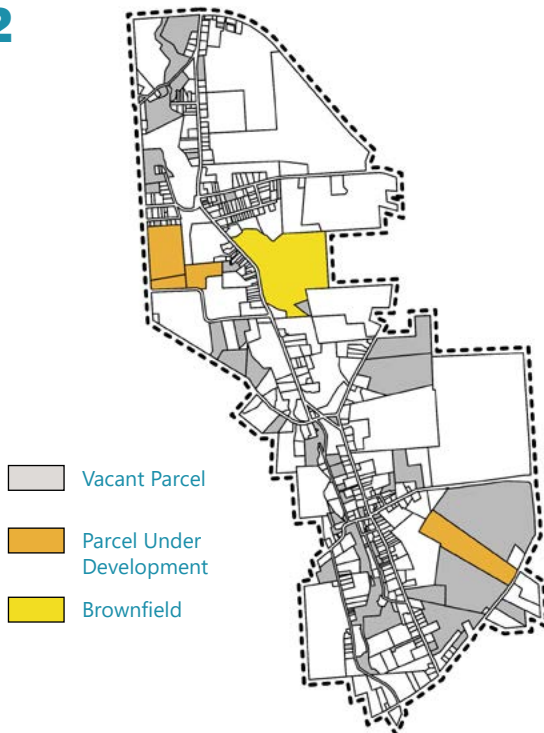 2
Vacant Parcel
Parcel Under
Development
Brownfield